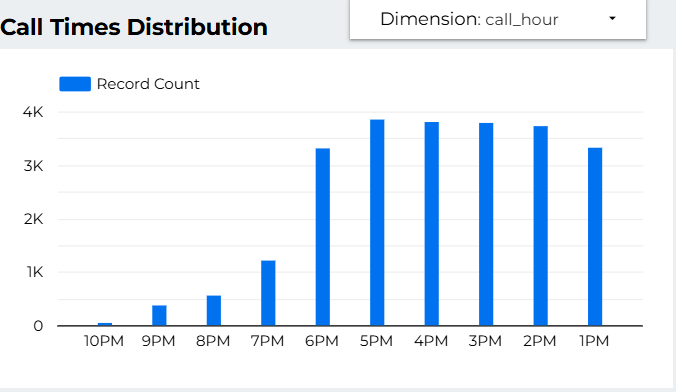 Call Times Distribution
Dimension: call_hour
Record Count
4K
3K
2K
1K
0
10PM 9PM 8PM 7PM 6PM 5PM 4PM 3PM 2PM 1PM